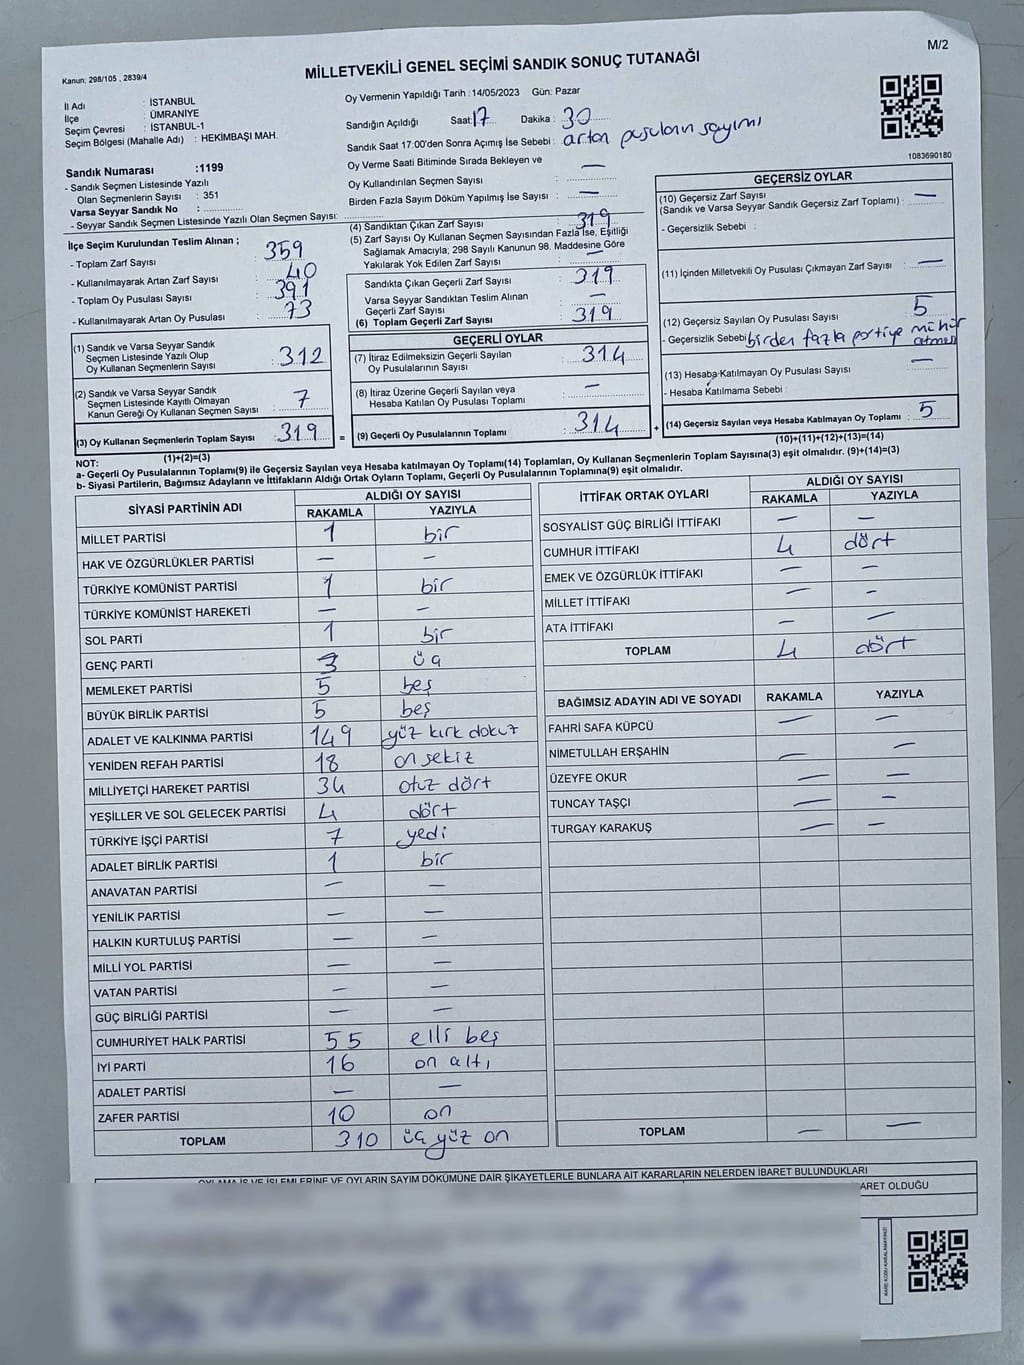 M/2
Kanun: 298/105 , 2839/4
MİLLETVEKİLİ GENEL SEÇİMİ SANDIK SONUÇ TUTANAĞI
İl Adı : İSTANBUL
İlçe : ÜMRANİYE
Seçim Çevresi : İSTANBUL-1
Seçim Bölgesi (Mahalle Adı) : HEKİMBAŞI MAH.
Sandık Numarası :1199
- Sandık Seçmen Listesinde Yazılı
Olan Seçmenlerin Sayısı : 351
Varsa Seyyar Sandık No :
- Seyyar Sandık Seçmen Listesinde Yazılı Olan Seçmen Sayısı:
Oy Vermenin Yapıldığı Tarih :14/05/2023 Gün: Pazar
Sandığın Açıldığı Saat: 17 Dakika : 30
Sandık Saat 17:00'den Sonra Açımış İse Sebebi : artan pusuların sayımı
Oy Verme Saati Bitiminde Sırada Bekleyen ve
Oy Kullandırılan Seçmen Sayısı : —
Birden Fazla Sayım Döküm Yapılmış İse Sayısı : —
1083690180
İlçe Seçim Kurulundan Teslim Alınan ;
- Toplam Zarf Sayısı : 359
- Kullanılmayarak Artan Zarf Sayısı : 40
- Toplam Oy Pusulası Sayısı : 391
- Kullanılmayarak Artan Oy Pusulası : 73
(4) Sandıktan Çıkan Zarf Sayısı : 319
(5) Zarf Sayısı Oy Kullanan Seçmen Sayısından Fazla İse, Eşitliği
Sağlamak Amacıyla; 298 Sayılı Kanunun 98. Maddesine Göre
Yakılarak Yok Edilen Zarf Sayısı : —
Sandıkta Çıkan Geçerli Zarf Sayısı : 319
Varsa Seyyar Sandıktan Teslim Alınan
Geçerli Zarf Sayısı : —
(6) Toplam Geçerli Zarf Sayısı : 319
GEÇERSİZ OYLAR
(10) Geçersiz Zarf Sayısı
(Sandık ve Varsa Seyyar Sandık Geçersiz Zarf Toplamı) : —
- Geçersizlik Sebebi :
(11) İçinden Milletvekili Oy Pusulası Çıkmayan Zarf Sayısı : —
(12) Geçersiz Sayılan Oy Pusulası Sayısı : 5
- Geçersizlik Sebebi birden fazla partiye mühür
(13) Hesaba Katılmayan Oy Pusulası Sayısı : —
- Hesaba Katılmama Sebebi :
(14) Geçersiz Sayılan veya Hesaba Katılmayan Oy Toplamı : 5
(10)+(11)+(12)+(13)=(14)
(1) Sandık ve Varsa Seyyar Sandık
Seçmen Listesinde Yazılı Olup
Oy Kullanan Seçmenlerin Sayısı : 312
(2) Sandık ve Varsa Seyyar Sandık
Seçmen Listesinde Kayıtlı Olmayan
Kanun Gereği Oy Kullanan Seçmen Sayısı : 7
(3) Oy Kullanan Seçmenlerin Toplam Sayısı : 319
(1)+(2)=(3)
GEÇERLİ OYLAR
(7) İtiraz Edilmeksizin Geçerli Sayılan
Oy Pusulalarının Sayısı : 314
(8) İtiraz Üzerine Geçerli Sayılan veya
Hesaba Katılan Oy Pusulası Toplamı : —
= (9) Geçerli Oy Pusulalarının Toplamı : 314 +
NOT:
a- Geçerli Oy Pusulalarının Toplamı(9) ile Geçersiz Sayılan veya Hesaba katılmayan Oy Toplamı(14) Toplamları, Oy Kullanan Seçmenlerin Toplam Sayısına(3) eşit olmalıdır. (9)+(14)=(3)
b- Siyasi Partilerin, Bağımsız Adayların ve İttifakların Aldığı Ortak Oyların Toplamı, Geçerli Oy Pusulalarının Toplamına(9) eşit olmalıdır.
SİYASİ PARTİNİN ADI ALDIĞI OY SAYISI
RAKAMLA YAZIYLA
MİLLET PARTİSİ 1 bir
HAK VE ÖZGÜRLÜKLER PARTİSİ — —
TÜRKİYE KOMÜNİST PARTİSİ 1 bir
TÜRKİYE KOMÜNİST HAREKETİ — —
SOL PARTİ 1 bir
GENÇ PARTİ 3 üç
MEMLEKET PARTİSİ 5 beş
BÜYÜK BİRLİK PARTİSİ 5 beş
ADALET VE KALKINMA PARTİSİ 149 yüz kırk dokuz
YENİDEN REFAH PARTİSİ 18 on sekiz
MİLLİYETÇİ HAREKET PARTİSİ 34 otuz dört
YEŞİLLER VE SOL GELECEK PARTİSİ 4 dört
TÜRKİYE İŞÇİ PARTİSİ 7 yedi
ADALET BİRLİK PARTİSİ 1 bir
ANAVATAN PARTİSİ — —
YENİLİK PARTİSİ — —
HALKIN KURTULUŞ PARTİSİ — —
MİLLİ YOL PARTİSİ — —
VATAN PARTİSİ — —
GÜÇ BİRLİĞİ PARTİSİ — —
CUMHURİYET HALK PARTİSİ 55 elli beş
İYİ PARTİ 16 on altı
ADALET PARTİSİ — —
ZAFER PARTİSİ 10 on
TOPLAM 310 üç yüz on
İTTİFAK ORTAK OYLARI ALDIĞI OY SAYISI
RAKAMLA YAZIYLA
SOSYALİST GÜÇ BİRLİĞİ İTTİFAKI — —
CUMHUR İTTİFAKI 4 dört
EMEK VE ÖZGÜRLÜK İTTİFAKI — —
MİLLET İTTİFAKI — —
ATA İTTİFAKI — —
TOPLAM 4 dört
BAĞIMSIZ ADAYIN ADI VE SOYADI RAKAMLA YAZIYLA
FAHRİ SAFA KÜPCÜ — —
NİMETULLAH ERŞAHİN — —
ÜZEYFE OKUR — —
TUNCAY TAŞÇI — —
TURGAY KARAKUŞ — —
TOPLAM — —
OYLAMA İŞ VE İŞLEMLERİNE VE OYLARIN SAYIM DÖKÜMÜNE DAİR ŞİKAYETLERLE BUNLARA AİT KARARLARIN NELERDEN İBARET BULUNDUKLARI
ARET OLDUĞU